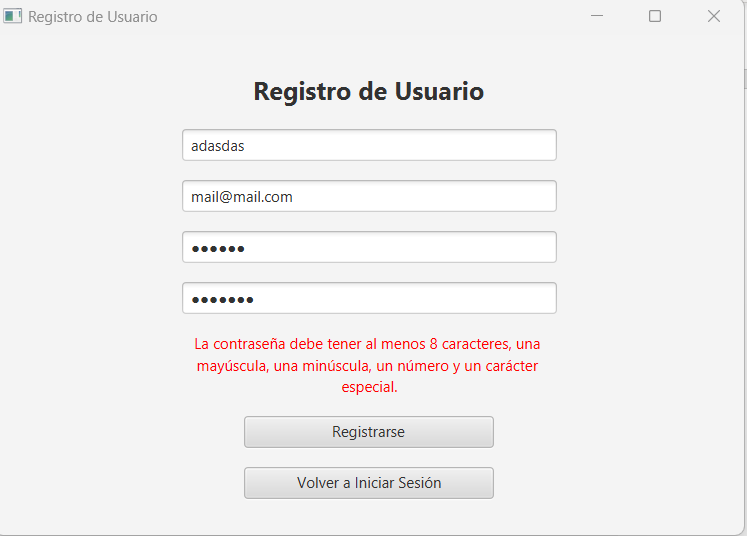 Registro de Usuario
Registro de Usuario
adasdas
mail@mail.com
●●●●●●
●●●●●●●
La contraseña debe tener al menos 8 caracteres, una
mayúscula, una minúscula, un número y un carácter
especial.
Registrarse
Volver a Iniciar Sesión